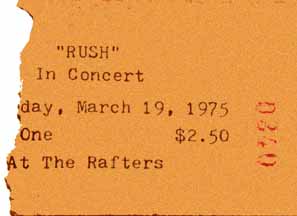 "RUSH"
In Concert
day, March 19, 1975
One $2.50
At The Rafters